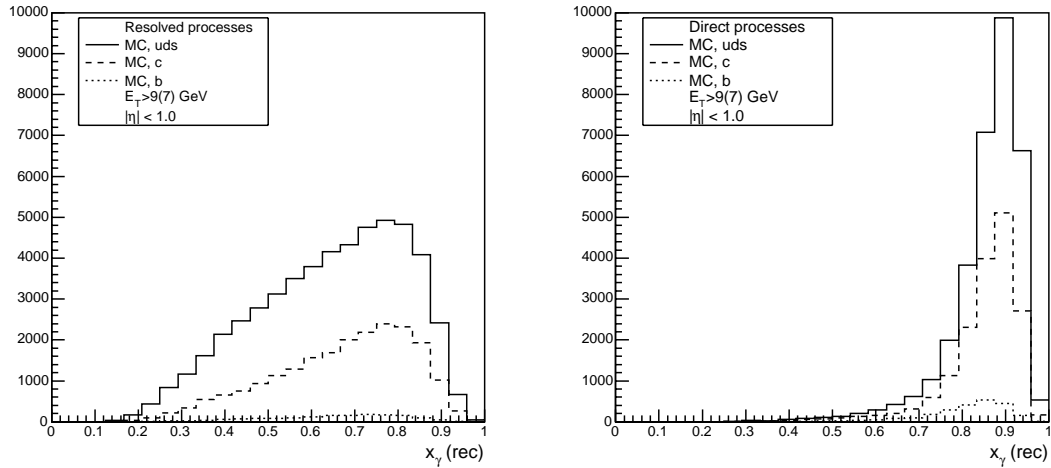 Resolved processes
MC, uds
MC, c
MC, b
E_T>9(7) GeV
|η| < 1.0
10000
9000
8000
7000
6000
5000
4000
3000
2000
1000
0
0 0.1 0.2 0.3 0.4 0.5 0.6 0.7 0.8 0.9 1
x_γ (rec)
Direct processes
MC, uds
MC, c
MC, b
E_T>9(7) GeV
|η| < 1.0
10000
9000
8000
7000
6000
5000
4000
3000
2000
1000
0
0 0.1 0.2 0.3 0.4 0.5 0.6 0.7 0.8 0.9 1
x_γ (rec)